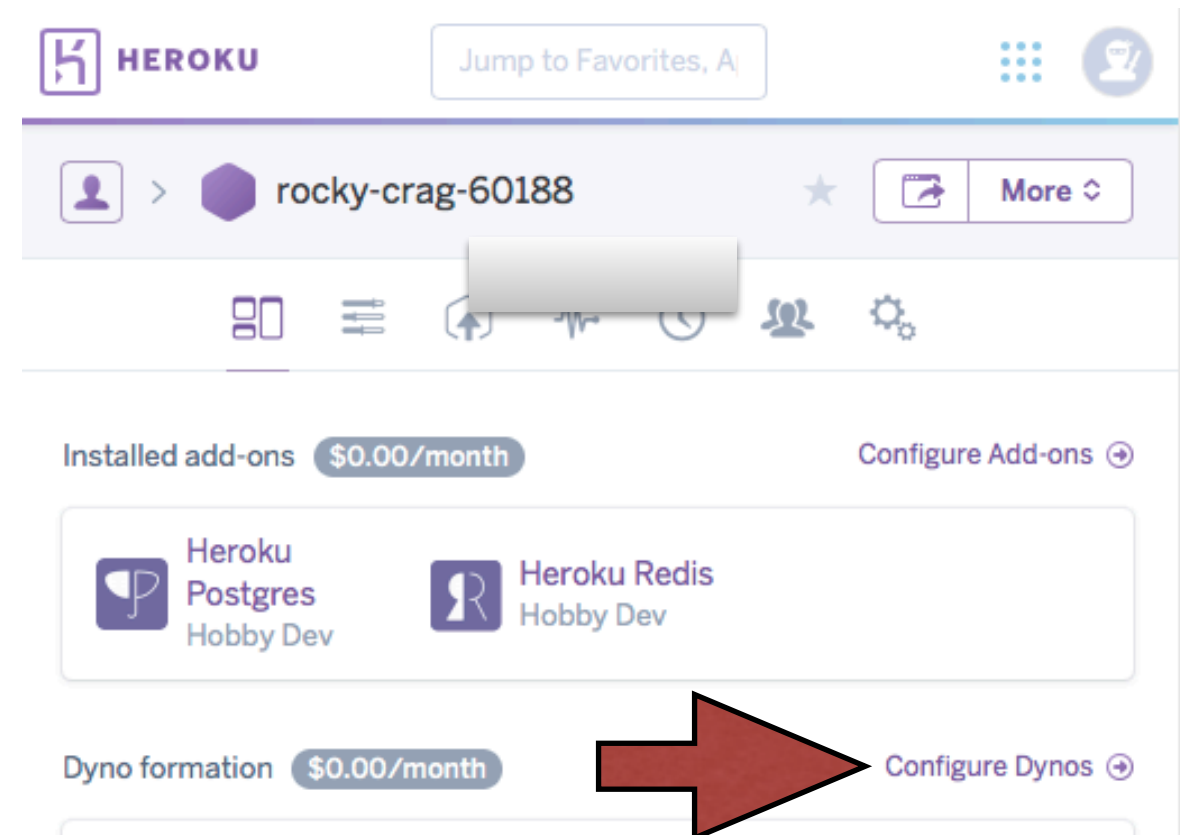 HEROKU
Jump to Favorites, A
rocky-crag-60188
More
Installed add-ons $0.00/month
Configure Add-ons
Heroku
Postgres
Hobby Dev
Heroku Redis
Hobby Dev
Dyno formation $0.00/month
Configure Dynos